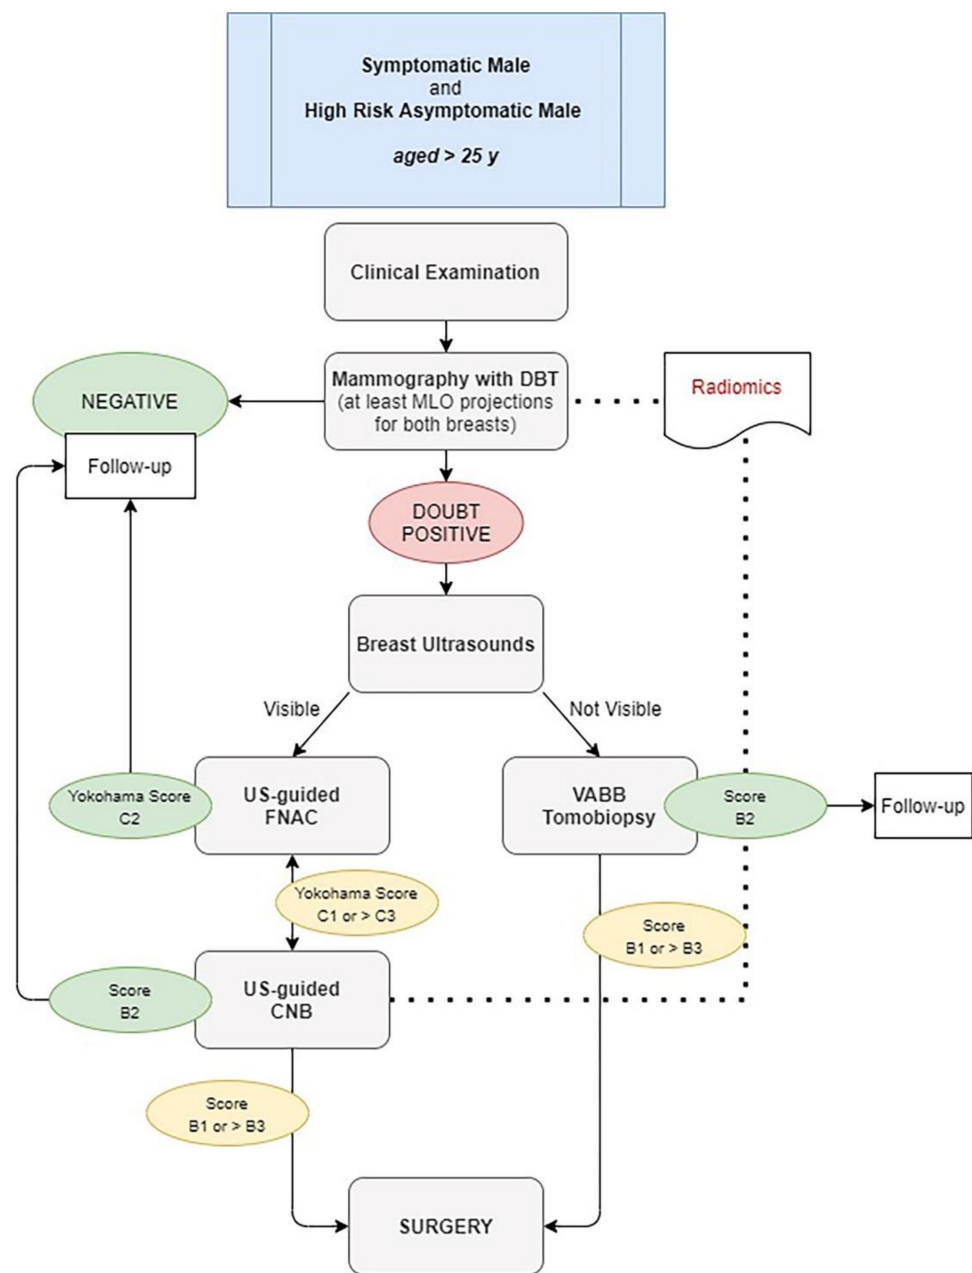 Symptomatic Male
and
High Risk Asymptomatic Male
aged > 25 y
Clinical Examination
Mammography with DBT
(at least MLO projections
for both breasts)
Radiomics
NEGATIVE
Follow-up
DOUBT
POSITIVE
Breast Ultrasounds
Visible
Not Visible
Yokohama Score
C2
US-guided
FNAC
VABB
Tomobiopsy
Score
B2
Follow-up
Yokohama Score
C1 or > C3
Score
B1 or > B3
Score
B2
US-guided
CNB
Score
B1 or > B3
SURGERY